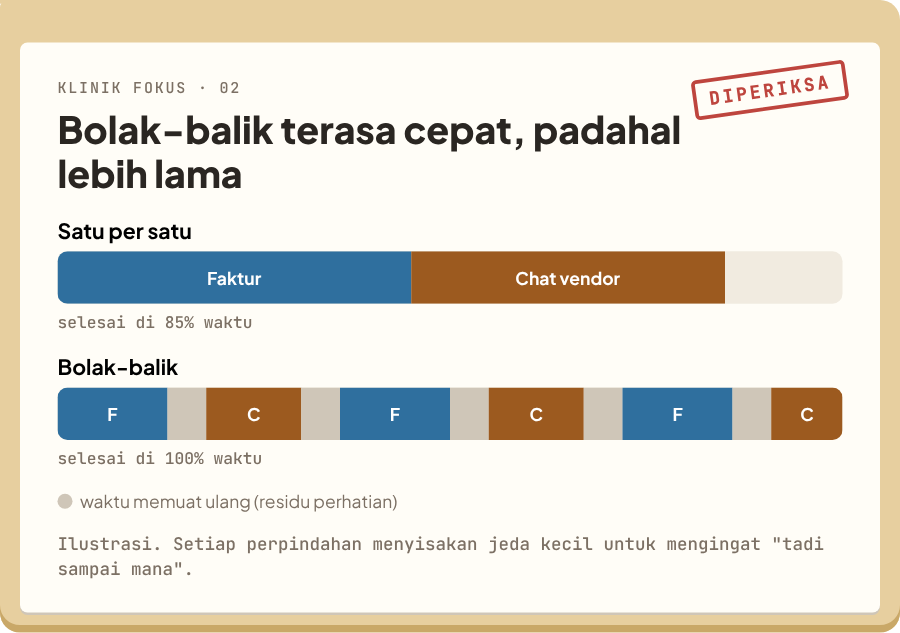 KLINIK FOKUS · 02
DIPERIKSA
Bolak-balik terasa cepat, padahal
lebih lama
Satu per satu
Faktur
Chat vendor
selesai di 85% waktu
Bolak-balik
F
C
F
C
F
C
selesai di 100% waktu
waktu memuat ulang (residu perhatian)
Ilustrasi. Setiap perpindahan menyisakan jeda kecil untuk mengingat "tadi
sampai mana".